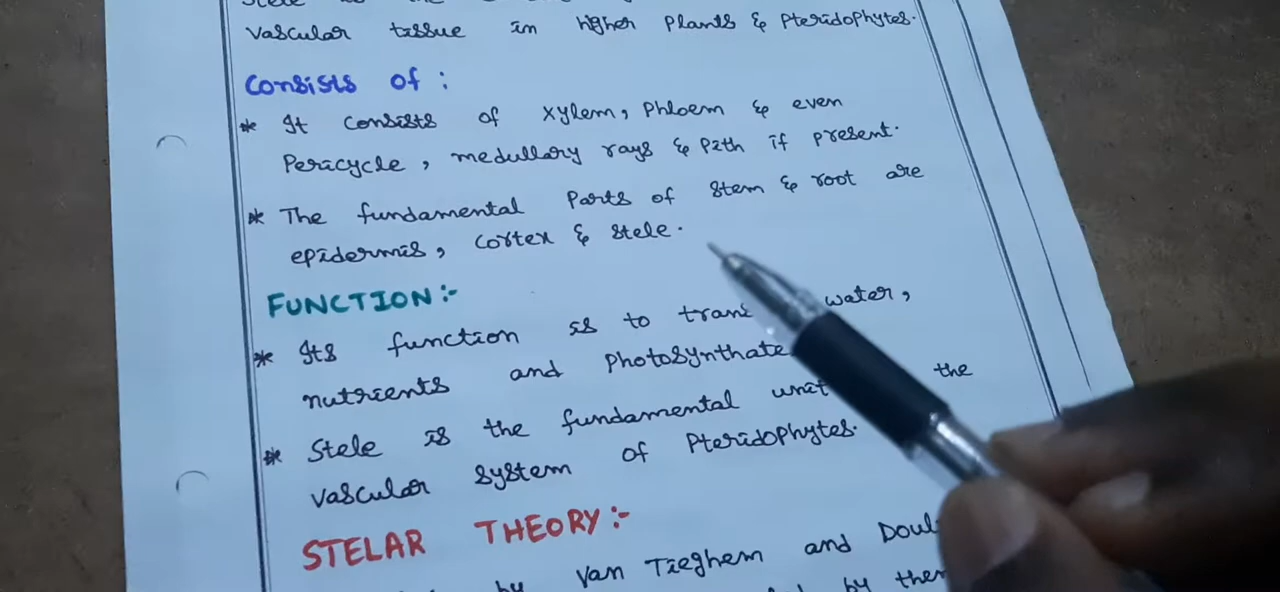 vascular tissue in higher plants & Pteridophytes.
Consists of :
* It consists of xylem, phloem & even
Pericycle, medullary rays & Pith if present.
* The fundamental parts of stem & root are
epidermis, cortex & stele.
FUNCTION:-
* Its function is to water,
nutrients and
* Stele is the fundamental unit the
vascular system of Pteridophytes.
STELAR THEORY:-
by Van Tieghem and
by